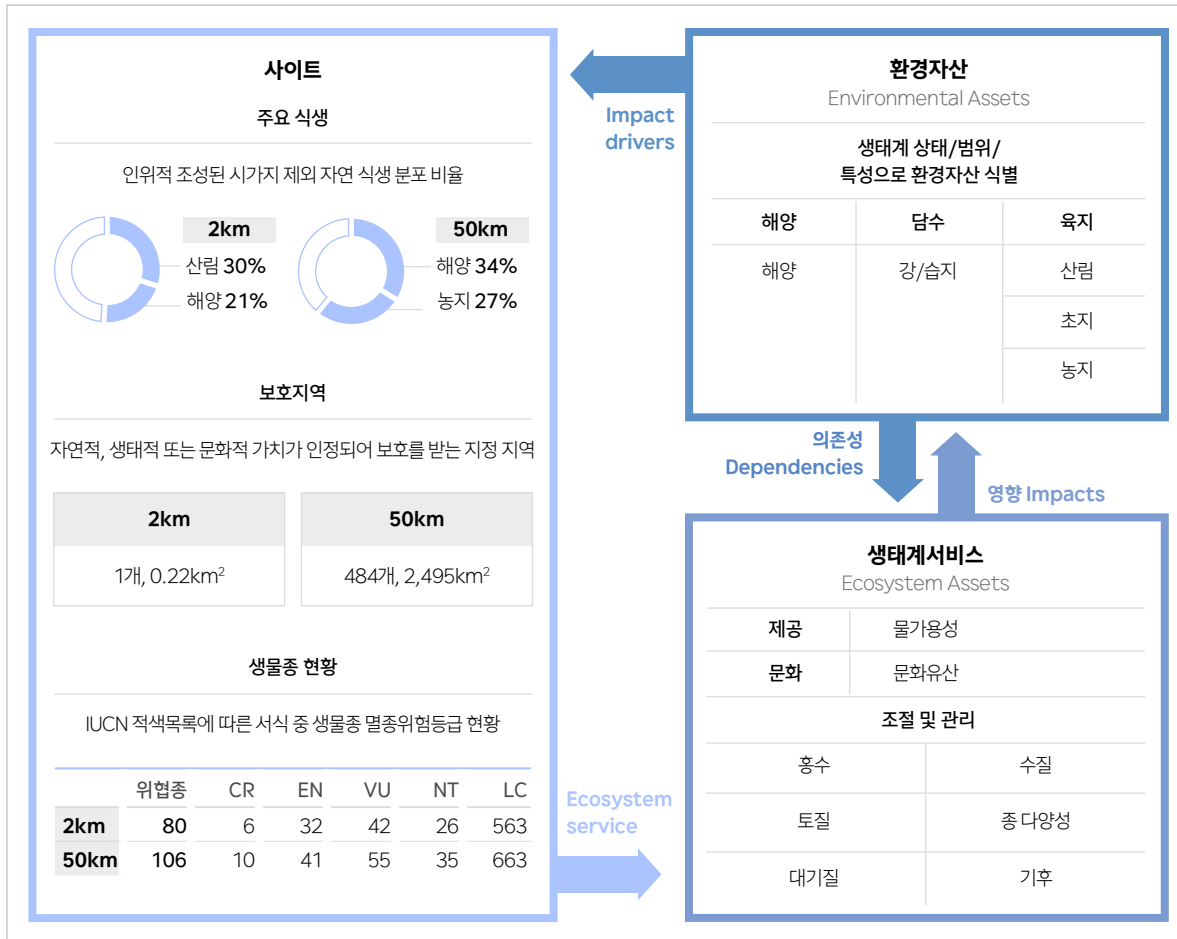 사이트
주요 식생
인위적 조성된 시가지 제외 자연 식생 분포 비율
2km
산림 30%
해양 21%
50km
해양 34%
농지 27%
보호지역
자연적, 생태적 또는 문화적 가치가 인정되어 보호를 받는 지정 지역
2km 50km
1개, 0.22km² 484개, 2,495km²
생물종 현황
IUCN 적색목록에 따른 서식 중 생물종 멸종위험등급 현황
위협종 CR EN VU NT LC
2km 80 6 32 42 26 563
50km 106 10 41 55 35 663
Impact
drivers
환경자산
Environmental Assets
생태계 상태/범위/
특성으로 환경자산 식별
해양 담수 육지
해양 강/습지 산림
초지
농지
의존성
Dependencies
영향 Impacts
Ecosystem
service
생태계서비스
Ecosystem Assets
제공 물가용성
문화 문화유산
조절 및 관리
홍수 수질
토질 종 다양성
대기질 기후